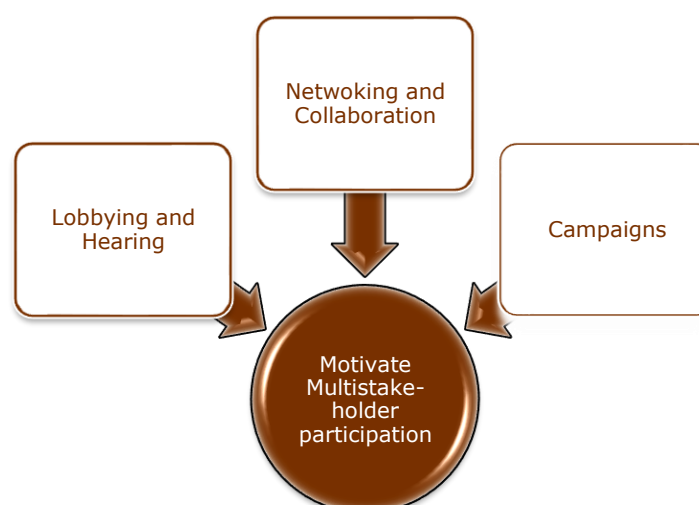 Netwoking and
Collaboration
Lobbying and
Hearing
Campaigns
Motivate
Multistake-
holder
participation